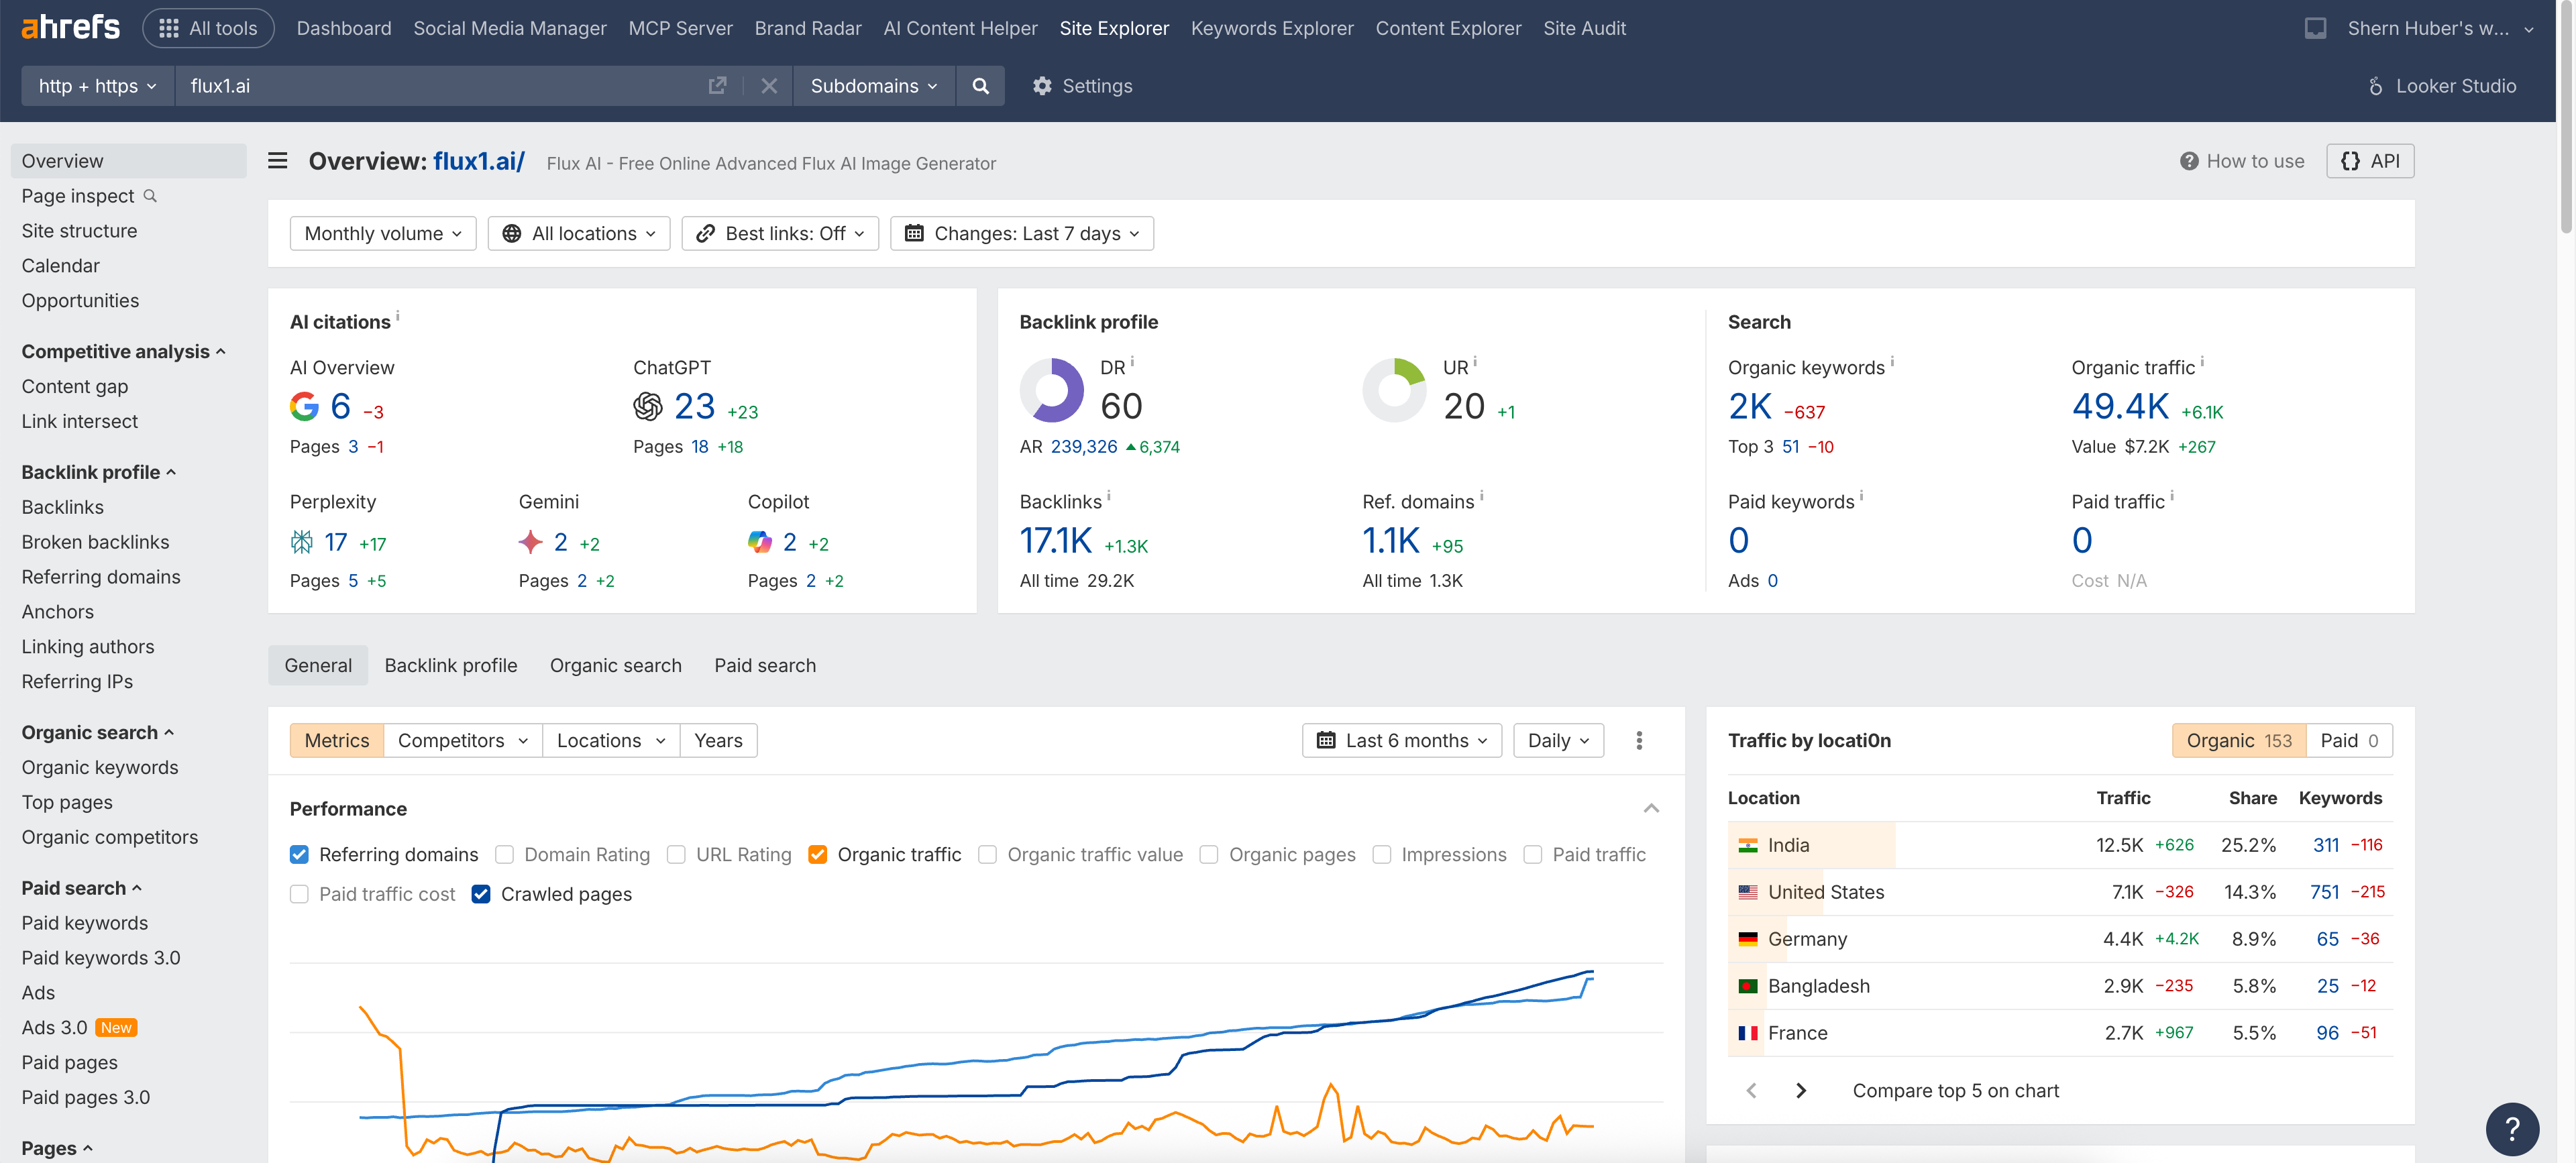 ahrefs All tools Dashboard Social Media Manager MCP Server Brand Radar AI Content Helper Site Explorer Keywords Explorer Content Explorer Site Audit Shern Huber's w...
http + https flux1.ai Subdomains Settings Looker Studio
Overview
Page inspect
Site structure
Calendar
Opportunities
Competitive analysis
Content gap
Link intersect
Backlink profile
Backlinks
Broken backlinks
Referring domains
Anchors
Linking authors
Referring IPs
Organic search
Organic keywords
Top pages
Organic competitors
Paid search
Paid keywords
Paid keywords 3.0
Ads
Ads 3.0 New
Paid pages
Paid pages 3.0
Pages
Overview: flux1.ai/ Flux AI - Free Online Advanced Flux AI Image Generator How to use {} API
Monthly volume All locations Best links: Off Changes: Last 7 days
AI citations i
AI Overview ChatGPT
6 −3 23 +23
Pages 3 −1 Pages 18 +18
Perplexity Gemini Copilot
17 +17 2 +2 2 +2
Pages 5 +5 Pages 2 +2 Pages 2 +2
Backlink profile
DR i UR i
60 20 +1
AR 239,326 6,374
Backlinks i Ref. domains i
17.1K +1.3K 1.1K +95
All time 29.2K All time 1.3K
Search
Organic keywords i Organic traffic i
2K −637 49.4K +6.1K
Top 3 51 −10 Value $7.2K +267
Paid keywords i Paid traffic i
0 0
Ads 0 Cost N/A
General Backlink profile Organic search Paid search
Metrics Competitors Locations Years Last 6 months Daily
Performance
Referring domains Domain Rating URL Rating Organic traffic Organic traffic value Organic pages Impressions Paid traffic
Paid traffic cost Crawled pages
Traffic by locati0n Organic 153 Paid 0
Location Traffic Share Keywords
India 12.5K +626 25.2% 311 −116
United States 7.1K −326 14.3% 751 −215
Germany 4.4K +4.2K 8.9% 65 −36
Bangladesh 2.9K −235 5.8% 25 −12
France 2.7K +967 5.5% 96 −51
Compare top 5 on chart
?